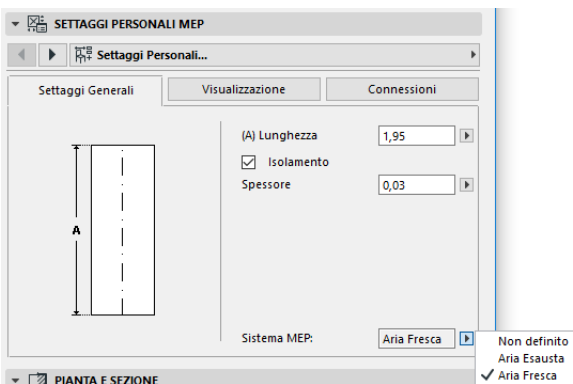 SETTAGGI PERSONALI MEP
Settaggi Personali...
Settaggi Generali Visualizzazione Connessioni
(A) Lunghezza 1,95
Isolamento
Spessore 0,03
A
Sistema MEP: Aria Fresca
Non definito
Aria Esausta
Aria Fresca
PIANTA E SEZIONE